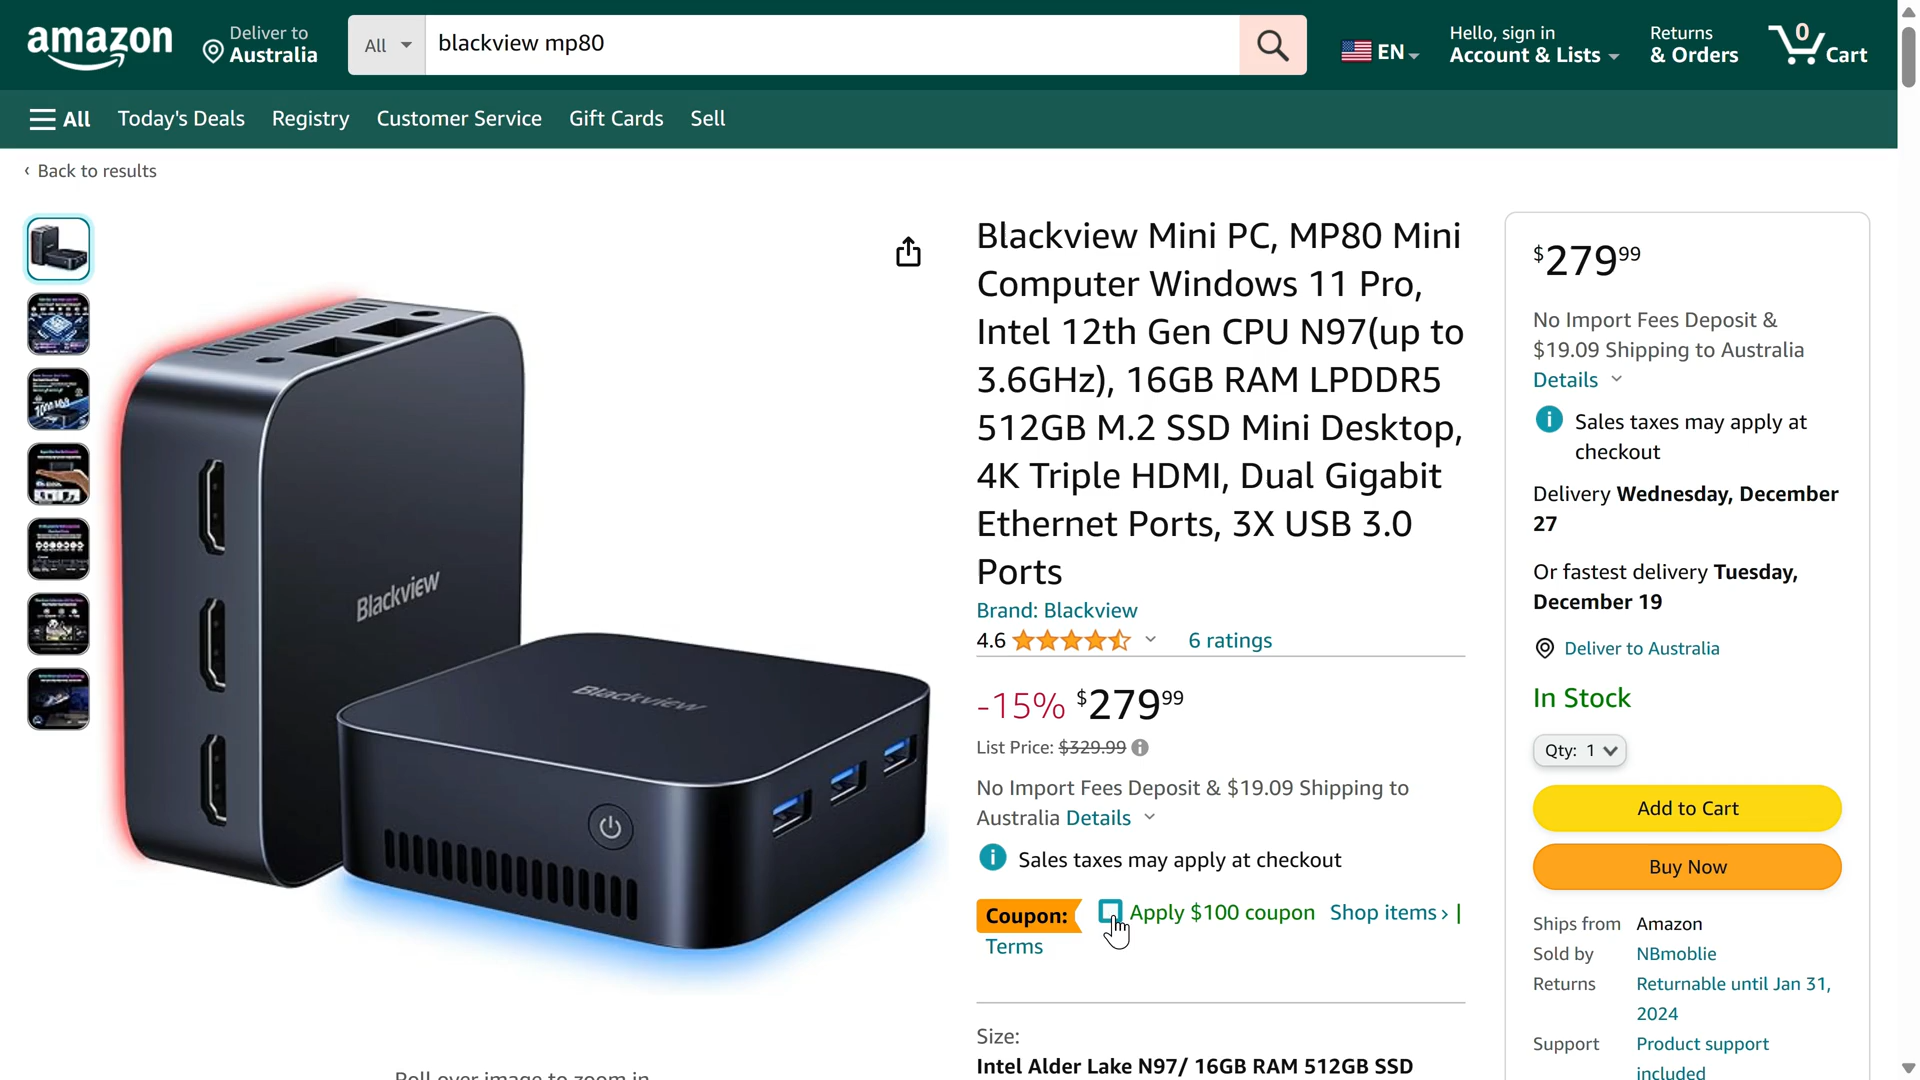 amazon
Deliver to
Australia
All
blackview mp80
EN
Hello, sign in
Account & Lists
Returns
& Orders
0
Cart
All
Today's Deals
Registry
Customer Service
Gift Cards
Sell
‹ Back to results
Blackview
Blackview
Roll over image to zoom in
Blackview Mini PC, MP80 Mini
Computer Windows 11 Pro,
Intel 12th Gen CPU N97(up to
3.6GHz), 16GB RAM LPDDR5
512GB M.2 SSD Mini Desktop,
4K Triple HDMI, Dual Gigabit
Ethernet Ports, 3X USB 3.0
Ports
Brand: Blackview
4.6
6 ratings
-15% $279 99
List Price: $329.99
No Import Fees Deposit & $19.09 Shipping to
Australia Details
Sales taxes may apply at checkout
Coupon: Apply $100 coupon Shop items › |
Terms
Size:
Intel Alder Lake N97/ 16GB RAM 512GB SSD
$279 99
No Import Fees Deposit &
$19.09 Shipping to Australia
Details
Sales taxes may apply at
checkout
Delivery Wednesday, December
27
Or fastest delivery Tuesday,
December 19
Deliver to Australia
In Stock
Qty: 1
Add to Cart
Buy Now
Ships from Amazon
Sold by NBmoblie
Returns Returnable until Jan 31,
2024
Support Product support
included